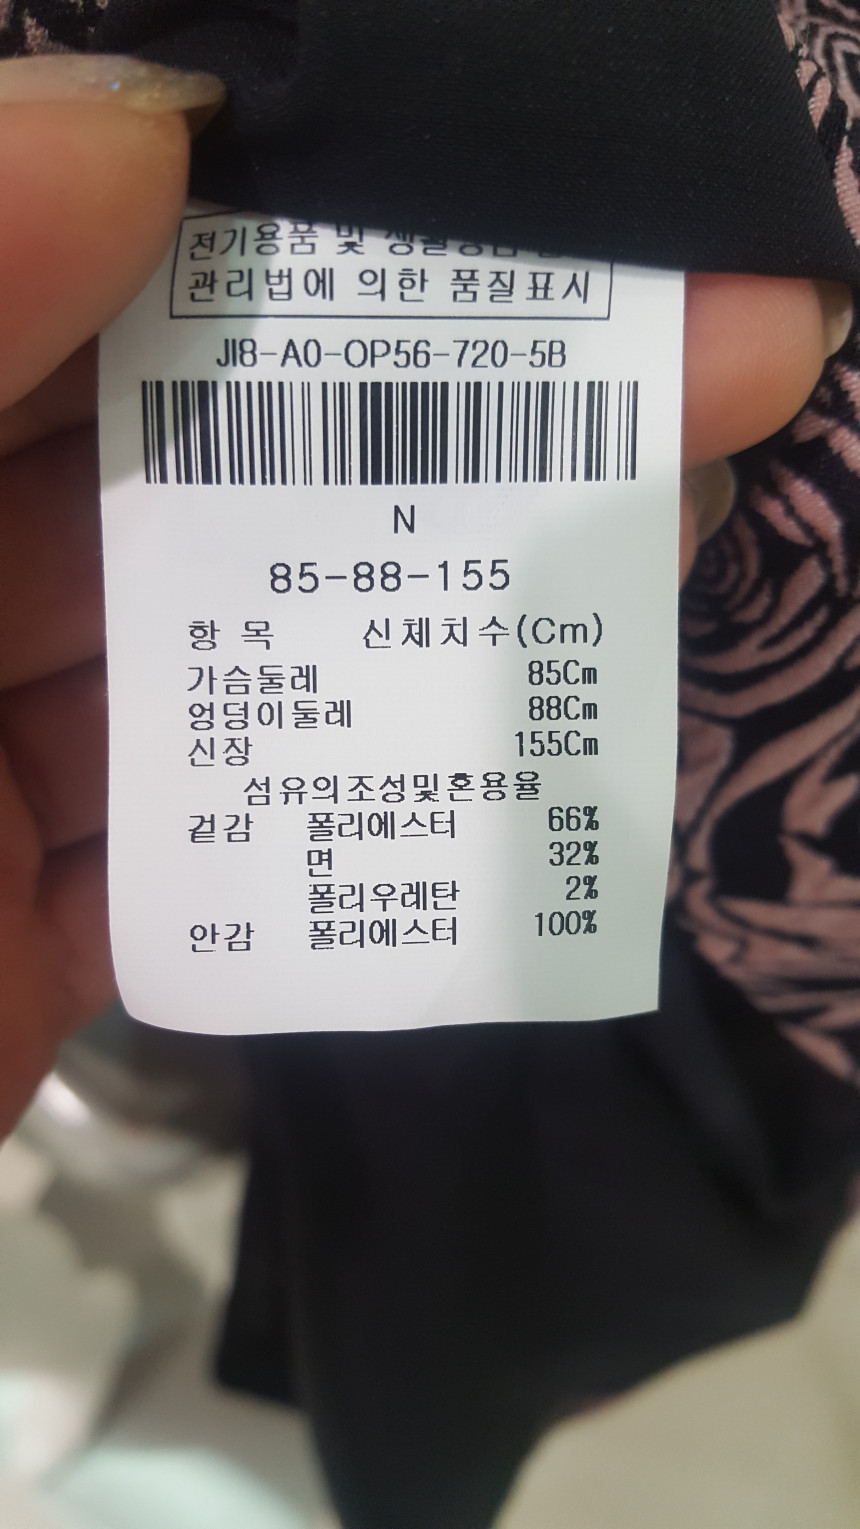 전기용품 및
관리법에 의한 품질표시
JI8-A0-OP56-720-5B
N
85-88-155
항 목 신체치수(Cm)
가슴둘레 85Cm
엉덩이둘레 88Cm
신장 155Cm
섬유의조성및혼용율
겉감 폴리에스터 66%
면 32%
폴리우레탄 2%
안감 폴리에스터 100%